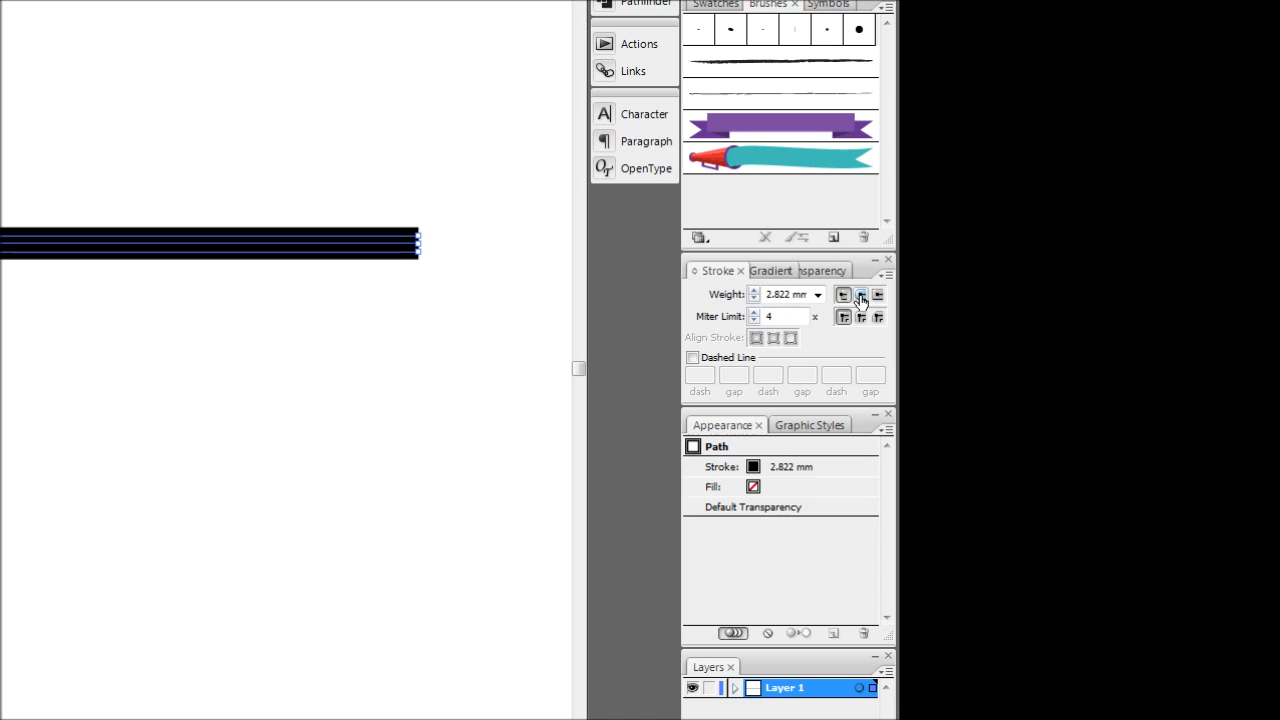 Pathfinder
Swatches Brushes Symbols
Actions
Links
Character
Paragraph
OpenType
Stroke Gradient nsparency
Weight: 2.822 mm
Miter Limit: 4 x
Align Stroke:
Dashed Line
dash gap dash gap dash gap
Appearance Graphic Styles
Path
Stroke: 2.822 mm
Fill:
Default Transparency
Layers
Layer 1